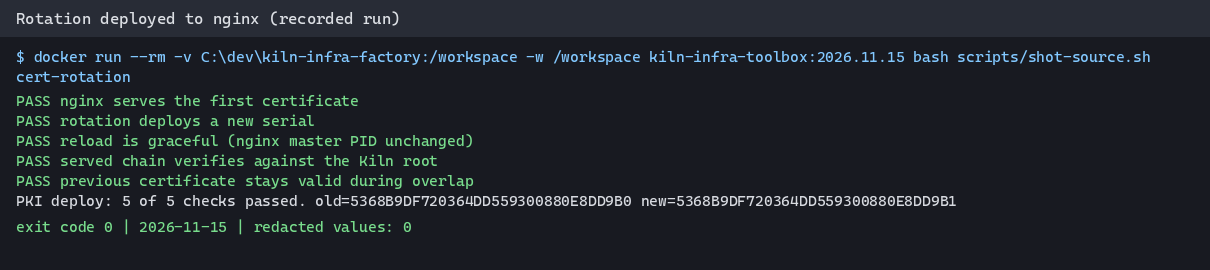 Rotation deployed to nginx (recorded run)
$ docker run --rm -v C:\dev\kiln-infra-factory:/workspace -w /workspace kiln-infra-toolbox:2026.11.15 bash scripts/shot-source.sh
cert-rotation
PASS nginx serves the first certificate
PASS rotation deploys a new serial
PASS reload is graceful (nginx master PID unchanged)
PASS served chain verifies against the Kiln root
PASS previous certificate stays valid during overlap
PKI deploy: 5 of 5 checks passed. old=5368B9DF720364DD559300880E8DD9B0 new=5368B9DF720364DD559300880E8DD9B1
exit code 0 | 2026-11-15 | redacted values: 0